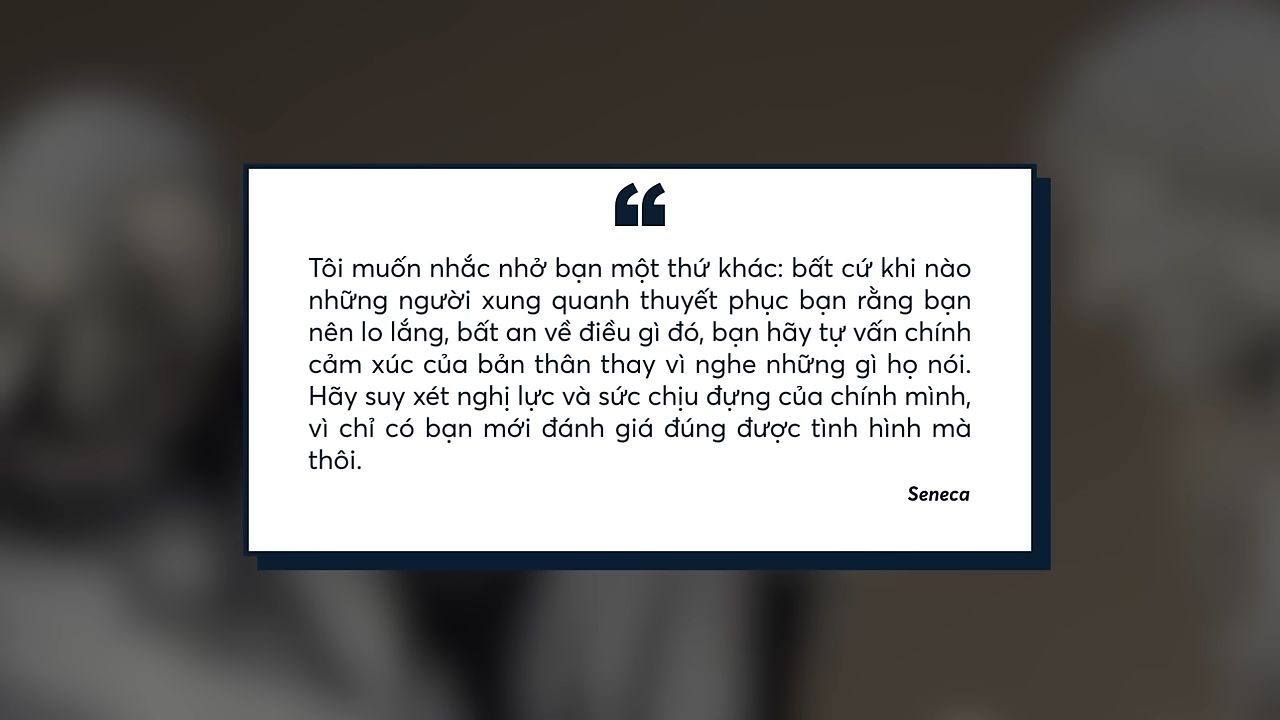 ❝
Tôi muốn nhắc nhở bạn một thứ khác: bất cứ khi nào
những người xung quanh thuyết phục bạn rằng bạn
nên lo lắng, bất an về điều gì đó, bạn hãy tự vấn chính
cảm xúc của bản thân thay vì nghe những gì họ nói.
Hãy suy xét nghị lực và sức chịu đựng của chính mình,
vì chỉ có bạn mới đánh giá đúng được tình hình mà
thôi.
Seneca